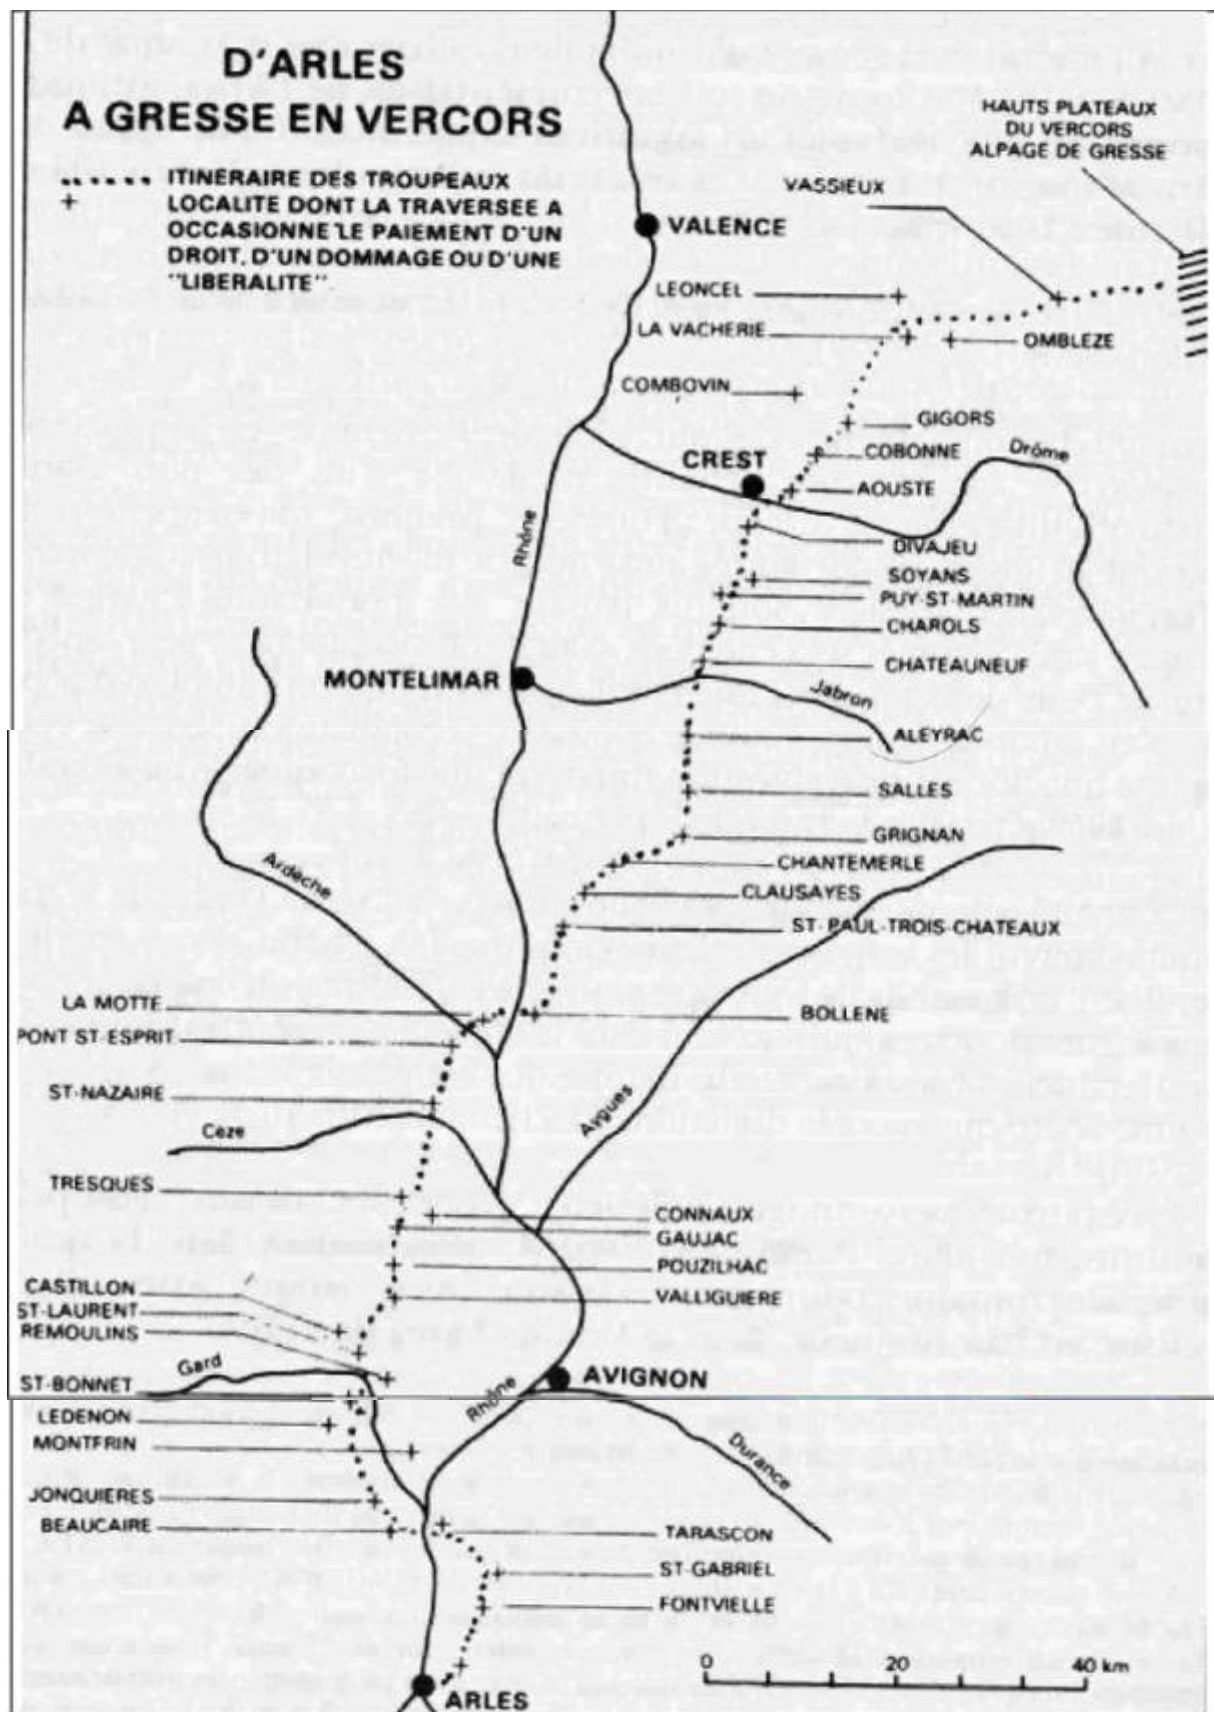 D'ARLES
A GRESSE EN VERCORS
ITINERAIRE DES TROUPEAUX
LOCALITE DONT LA TRAVERSEE A
OCCASIONNE LE PAIEMENT D'UN
DROIT, D'UN DOMMAGE OU D'UNE
"LIBERALITE"
HAUTS PLATEAUX
DU VERCORS
ALPAGE DE GRESSE
VASSIEUX
VALENCE
LEONCEL
LA VACHERIE
OMBLEZE
COMBOVIN
GIGORS
CREST
COBONNE
Drôme
AOUSTE
Rhône
DIVAJEU
SOYANS
PUY-ST-MARTIN
CHAROLS
CHATEAUNEUF
MONTELIMAR
Jabron
ALEYRAC
SALLES
GRIGNAN
Ardèche
CHANTEMERLE
CLAUSAYES
ST-PAUL-TROIS-CHATEAUX
LA MOTTE
BOLLENE
PONT ST-ESPRIT
ST-NAZAIRE
Aygues
Ceze
TRESQUES
CONNAUX
GAUJAC
POUZILHAC
CASTILLON
VALLIGUIERE
ST-LAURENT
REMOULINS
Gard
ST-BONNET
AVIGNON
Rhône
LEDENON
MONTFRIN
Durance
JONQUIERES
BEAUCAIRE
TARASCON
ST-GABRIEL
FONTVIELLE
0 20 40 km
ARLES